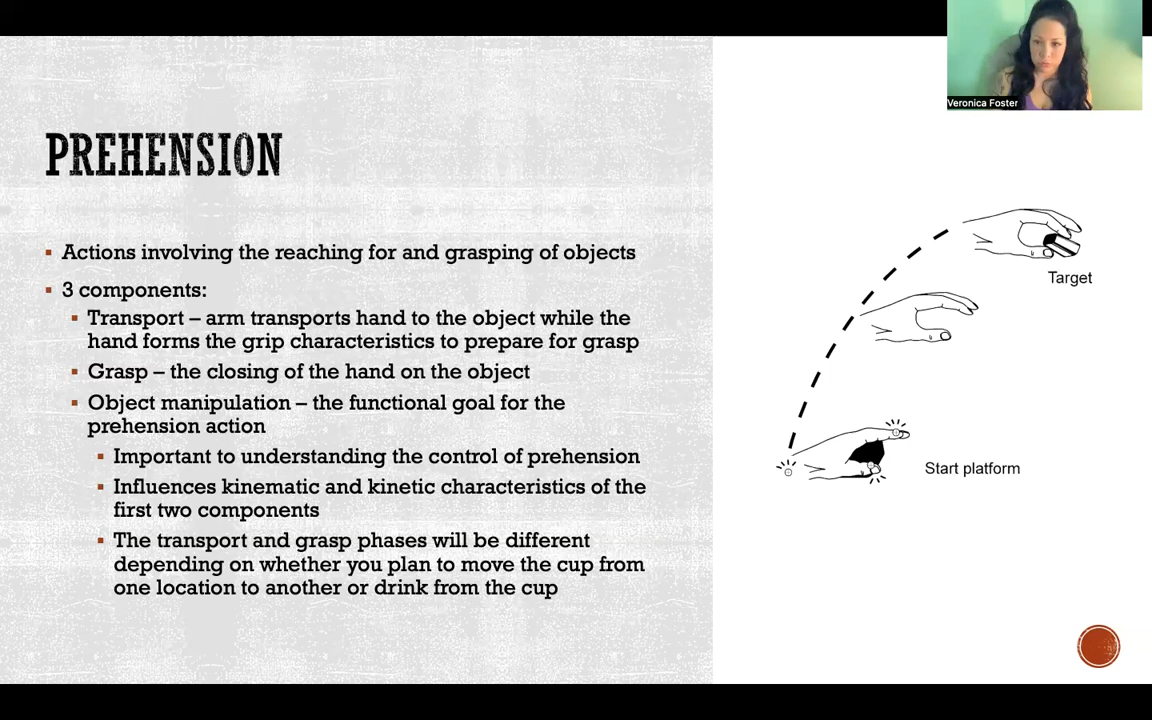 Veronica Foster
PREHENSION
Actions involving the reaching for and grasping of objects
3 components:
Transport – arm transports hand to the object while the
hand forms the grip characteristics to prepare for grasp
Grasp – the closing of the hand on the object
Object manipulation – the functional goal for the
prehension action
Important to understanding the control of prehension
Influences kinematic and kinetic characteristics of the
first two components
The transport and grasp phases will be different
depending on whether you plan to move the cup from
one location to another or drink from the cup
Target
Start platform